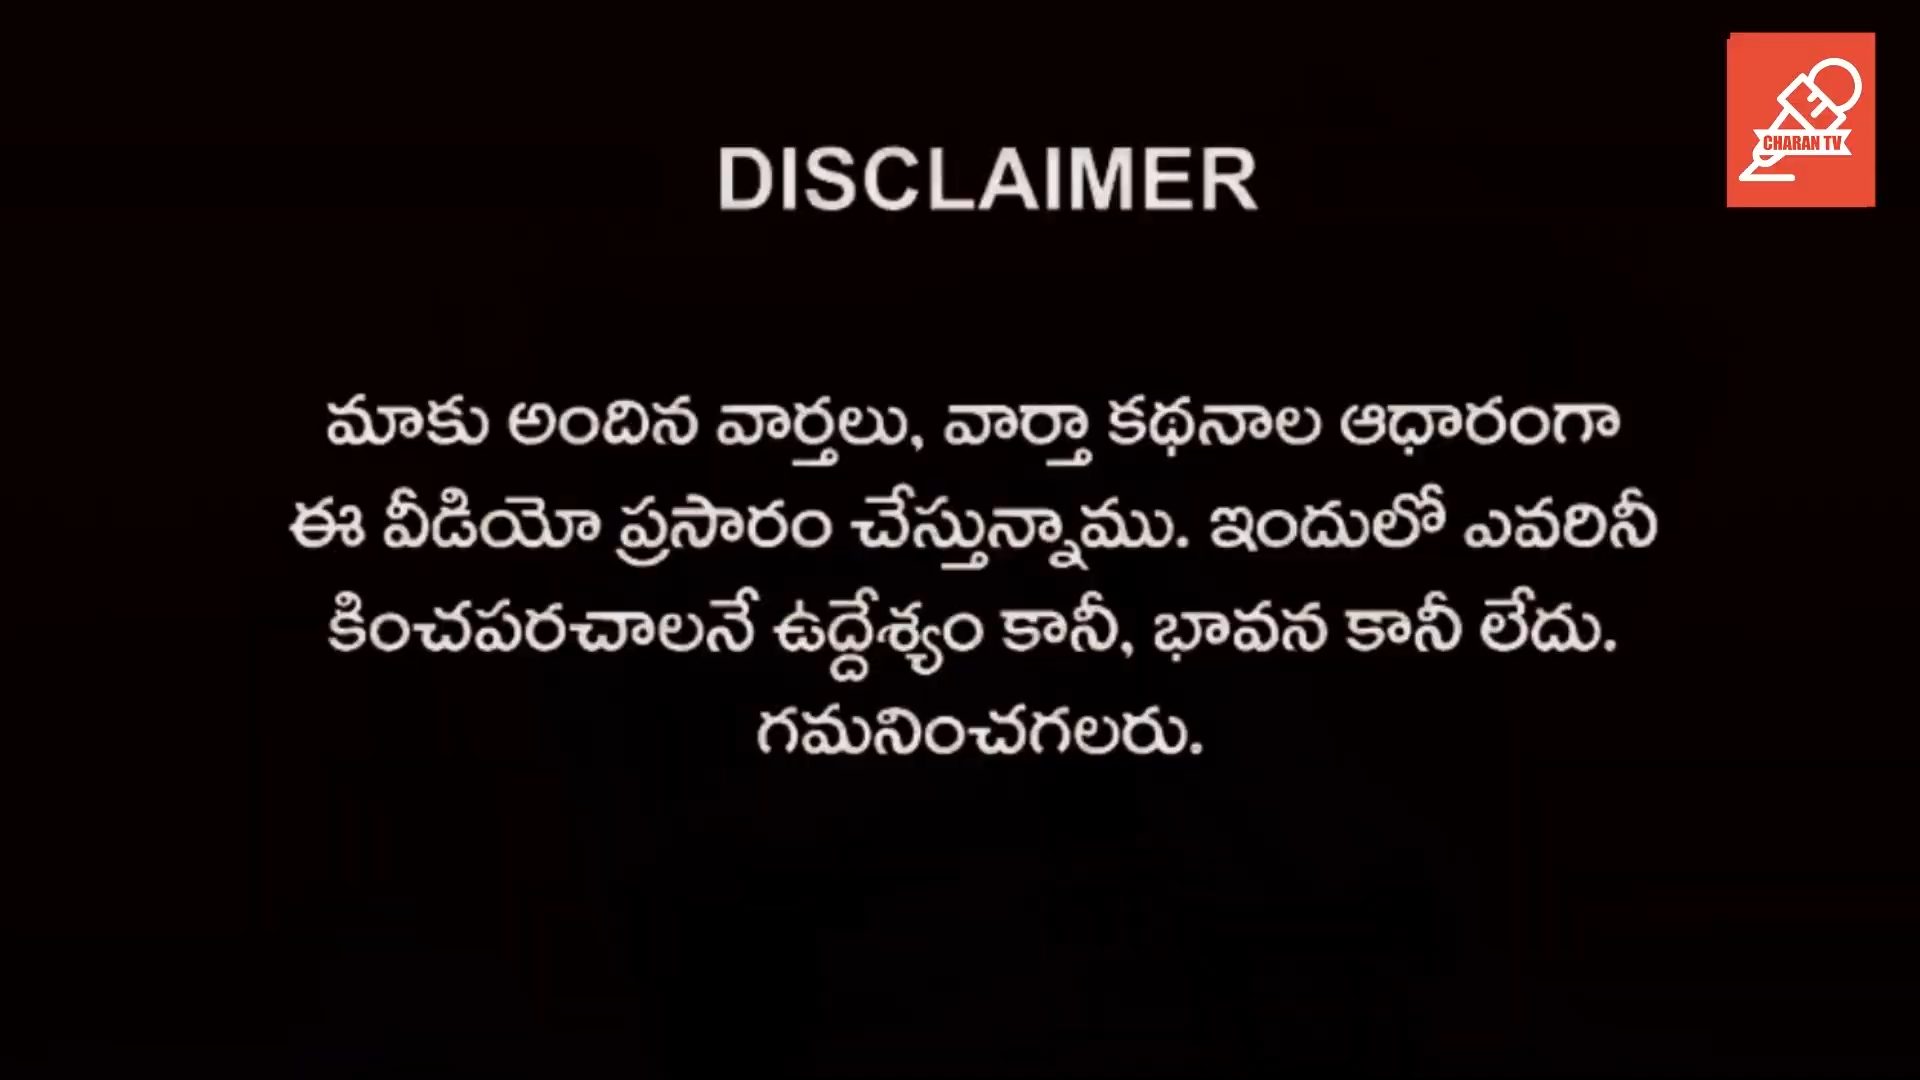 CHARAN TV
DISCLAIMER
మాకు అందిన వార్తలు, వార్తా కథనాల ఆధారంగా
ఈ వీడియో ప్రసారం చేస్తున్నాము. ఇందులో ఎవరినీ
కించపరచాలనే ఉద్దేశ్యం కానీ, భావన కానీ లేదు.
గమనించగలరు.